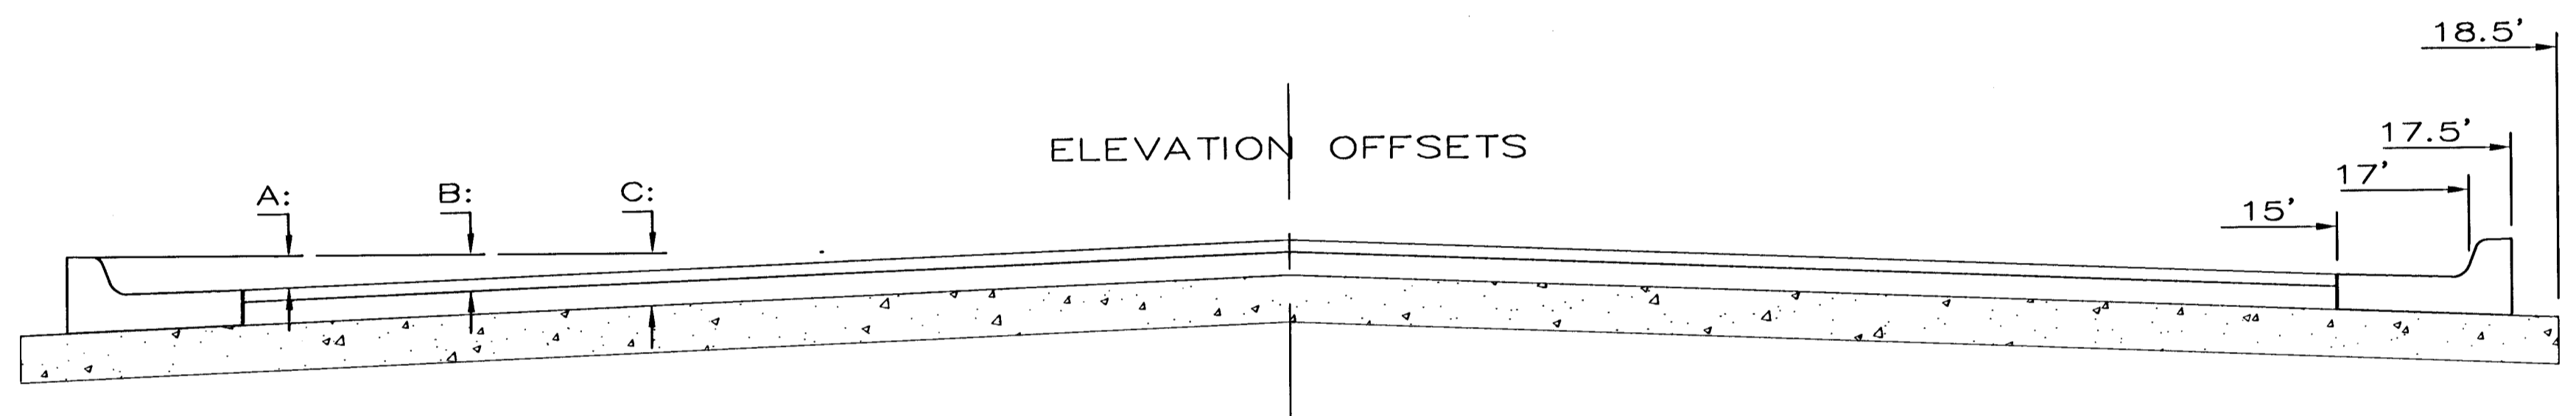 18.5'
17.5'
ELEVATION OFFSETS
17'
A:
B:
C:
15'